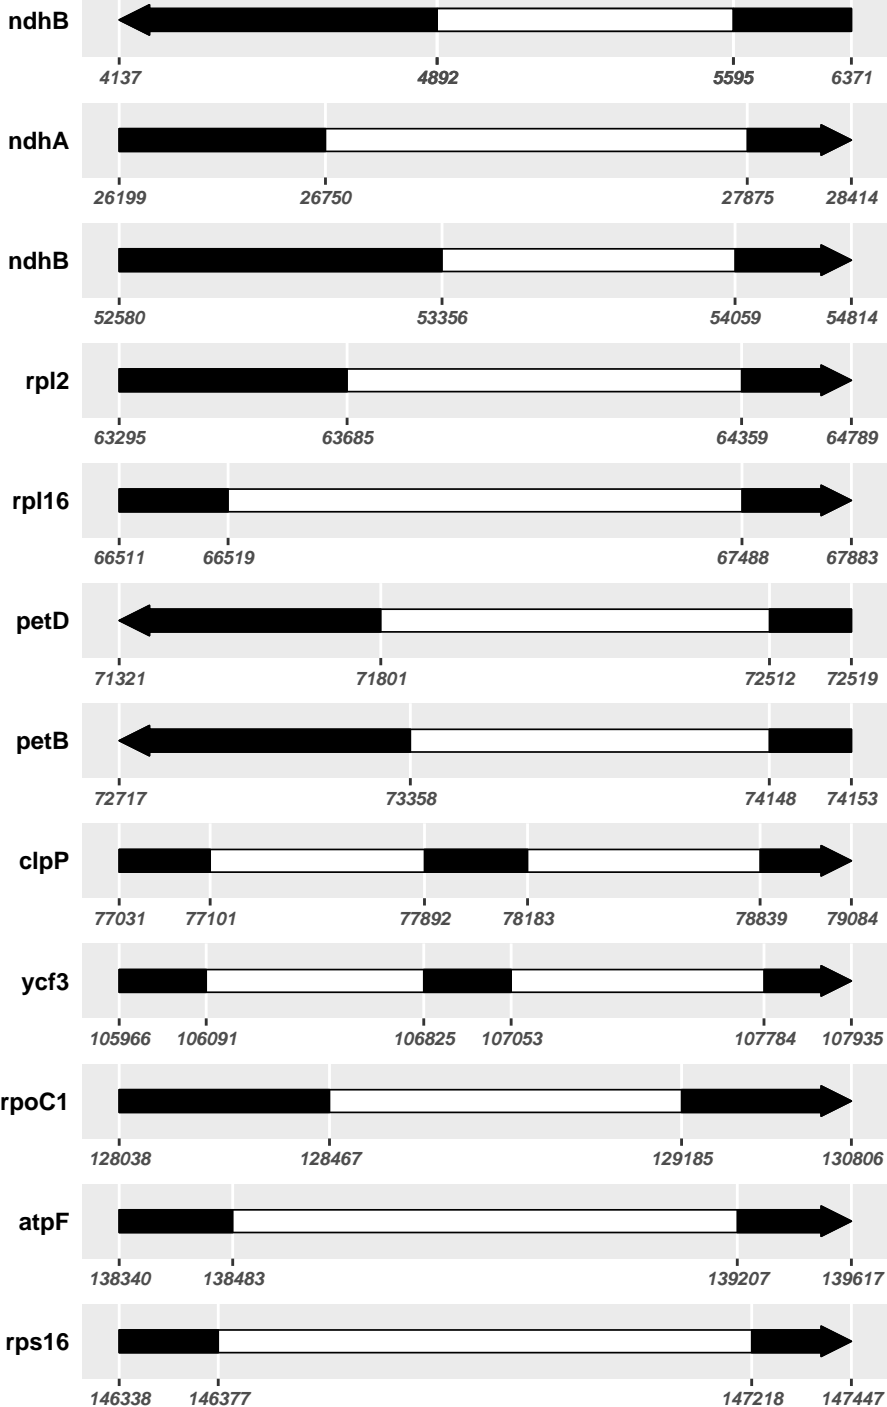 ndhB
4137 4892 5595 6371
ndhA
26199 26750 27875 28414
ndhB
52580 53356 54059 54814
rpl2
63295 63685 64359 64789
rpl16
66511 66519 67488 67883
petD
71321 71801 72512 72519
petB
72717 73358 74148 74153
clpP
77031 77101 77892 78183 78839 79084
ycf3
105966 106091 106825 107053 107784 107935
rpoC1
128038 128467 129185 130806
atpF
138340 138483 139207 139617
rps16
146338 146377 147218 147447